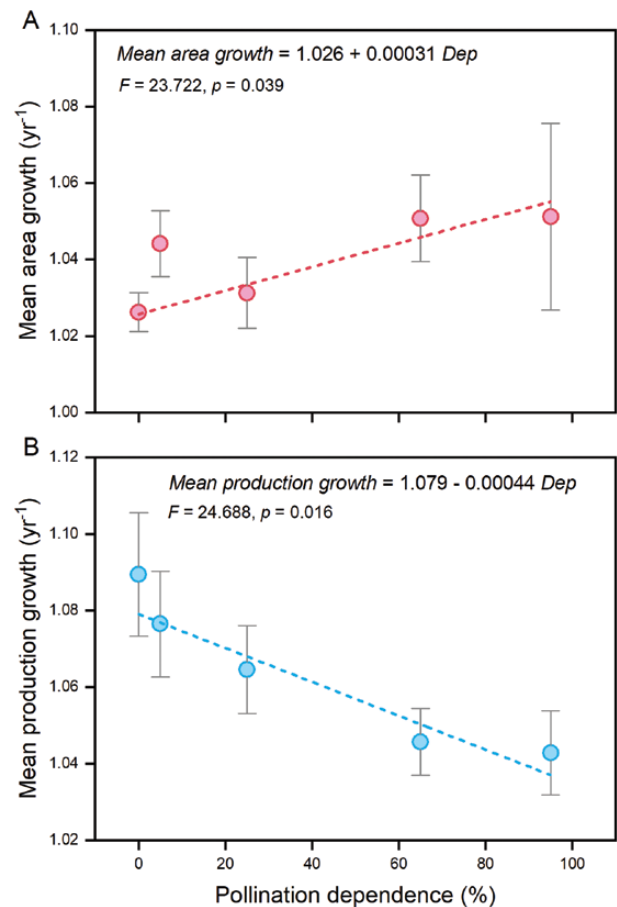 A
Mean area growth = 1.026 + 0.00031 Dep
F = 23.722, p = 0.039
Mean area growth (yr-1)
1.10
1.08
1.06
1.04
1.02
1.00
B
Mean production growth = 1.079 - 0.00044 Dep
F = 24.688, p = 0.016
Mean production growth (yr-1)
1.12
1.10
1.08
1.06
1.04
1.02
0 20 40 60 80 100
Pollination dependence (%)